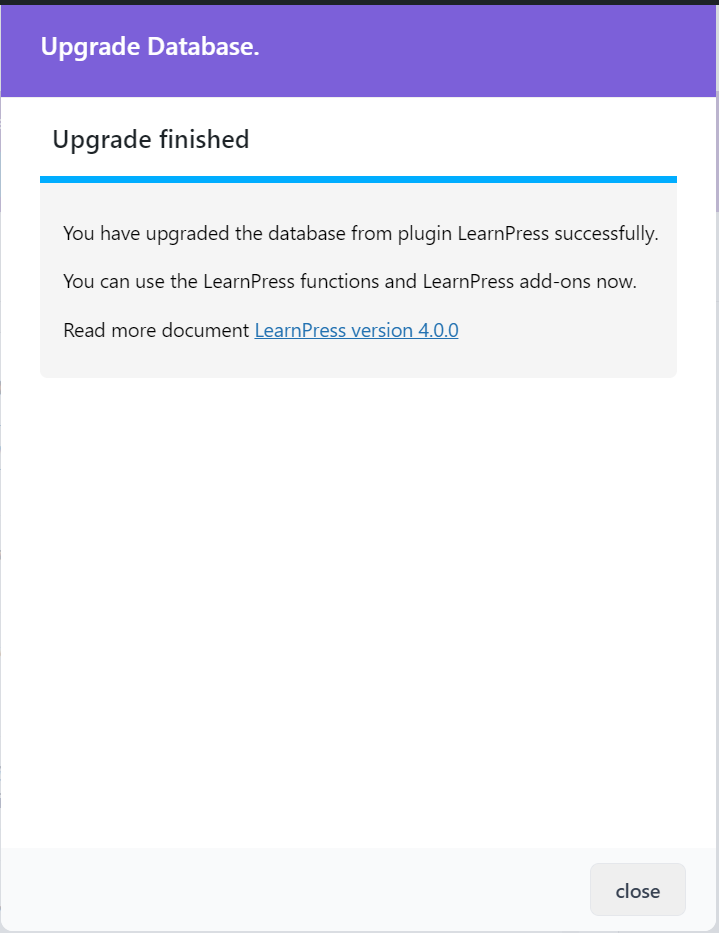 Upgrade Database.
Upgrade finished
You have upgraded the database from plugin LearnPress successfully.
You can use the LearnPress functions and LearnPress add-ons now.
Read more document LearnPress version 4.0.0
close